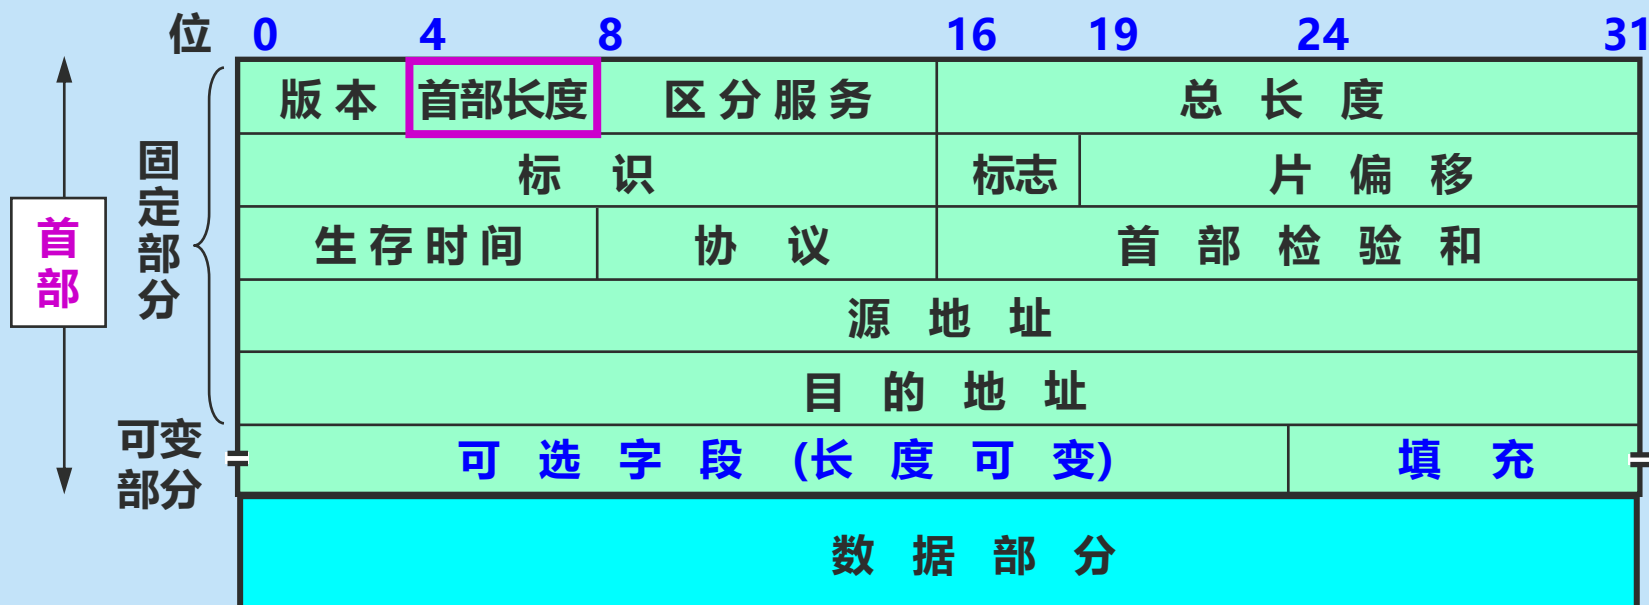 位 0 4 8 16 19 24 31
版本 首部长度 区分服务 总长度
标识 标志 片偏移
生存时间 协议 首部检验和
源地址
目的地址
可选字段 (长度可变) 填充
数据部分
首部
固定部分
可变部分